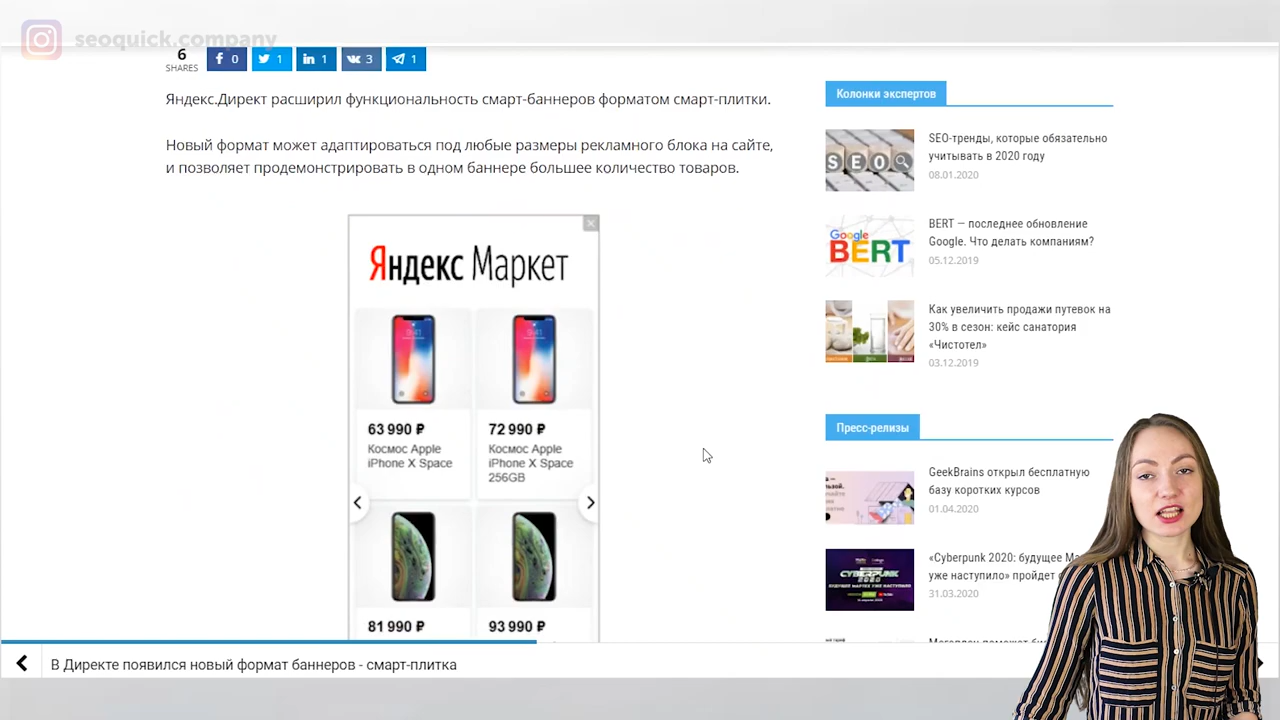 seoquick.company
6
SHARES
0
1
1
3
1
Яндекс.Директ расширил функциональность смарт-баннеров форматом смарт-плитки.
Новый формат может адаптироваться под любые размеры рекламного блока на сайте,
и позволяет продемонстрировать в одном баннере большее количество товаров.
Яндекс Маркет
63 990 ₽
Космос Apple
iPhone X Space
72 990 ₽
Космос Apple
iPhone X Space
256GB
81 990 ₽
93 990 ₽
Колонки экспертов
SEO
SEO-тренды, которые обязательно
учитывать в 2020 году
08.01.2020
Google
BERT
BERT — последнее обновление
Google. Что делать компаниям?
05.12.2019
Как увеличить продажи путевок на
30% в сезон: кейс санатория
«Чистотел»
03.12.2019
Пресс-релизы
GeekBrains открыл бесплатную
базу коротких курсов
01.04.2020
CYBERPUNK
2020
«Cyberpunk 2020: будущее
уже наступило» пройдет
31.03.2020
В Директе появился новый формат баннеров - смарт-плитка